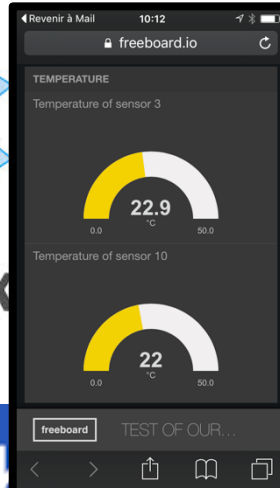 Revenir à Mail 10:12
freeboard.io
TEMPERATURE
Temperature of sensor 3
22.9
°C
0.0 50.0
Temperature of sensor 10
22
°C
0.0 50.0
freeboard TEST OF OUR...